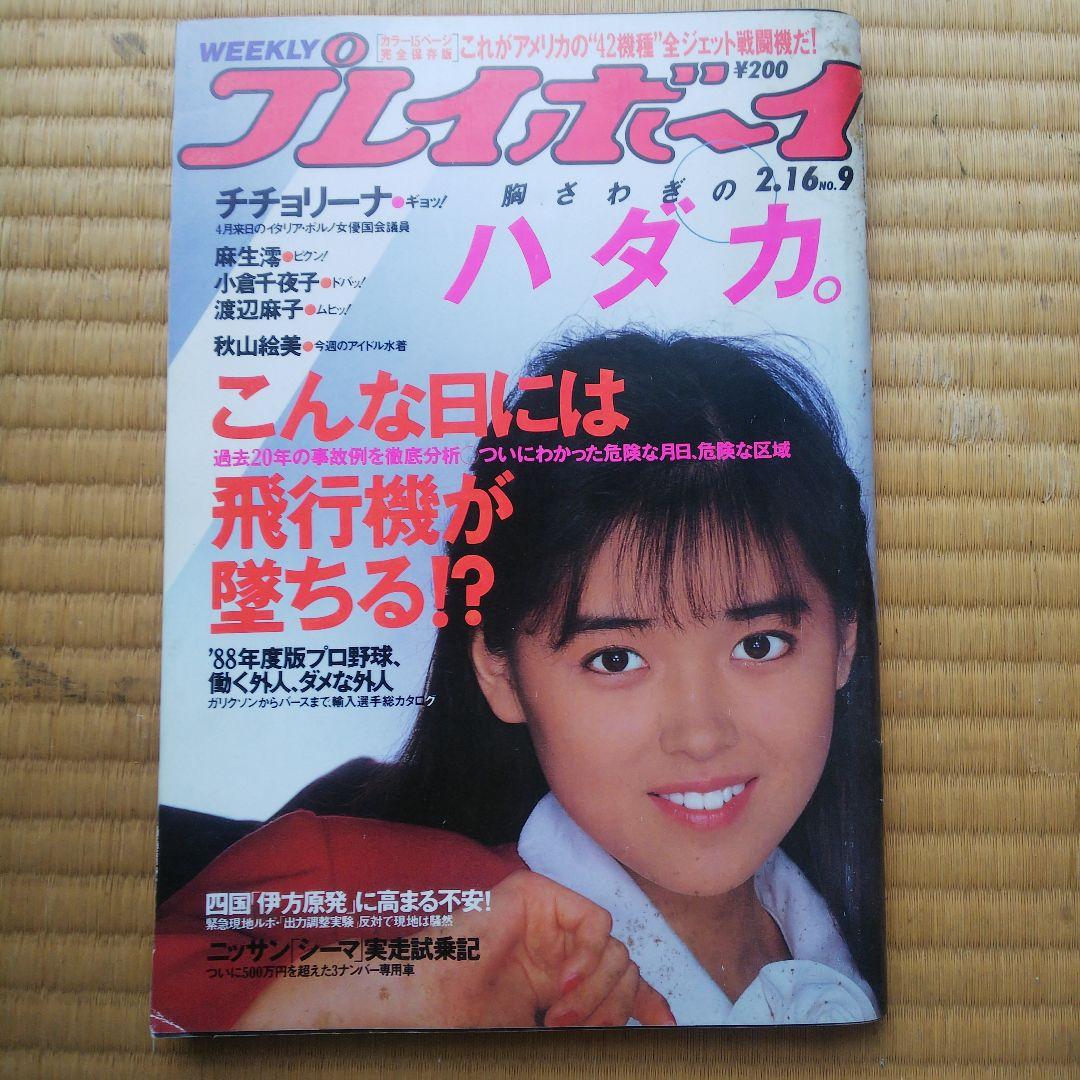 WEEKLY
[カラー15ページ完全保存版]これがアメリカの"42機種"全ジェット戦闘機だ!
プレイボーイ
¥200
2.16 NO.9
胸さわぎの
ハダカ。
チチョリーナ●ギョッ!
4月来日のイタリア・ポルノ女優国会議員
麻生澪●ピクン!
小倉千夜子●ドバッ!
渡辺麻子●ムヒッ!
秋山絵美●今週のアイドル水着
こんな日には
過去20年の事故例を徹底分析●ついにわかった危険な月日、危険な区域
飛行機が
墜ちる!?
'88年度版プロ野球、
働く外人、ダメな外人
ガリクソンからバースまで、輸入選手総カタログ
四国「伊方原発」に高まる不安!
緊急現地ルポ・「出力調整実験」反対で現地は騒然
ニッサン「シーマ」実走試乗記
ついに500万円を超えた3ナンバー専用車